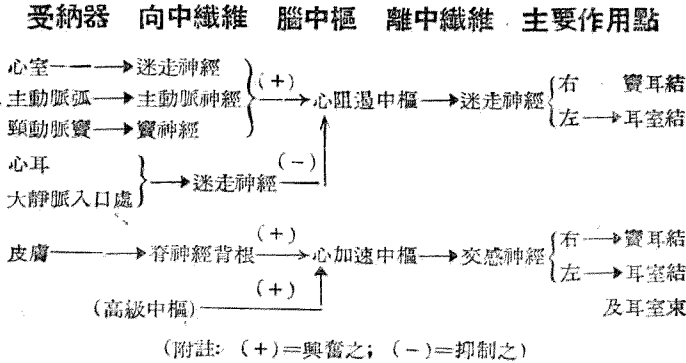 受納器 向中纖維 腦中樞 離中纖維 主要作用點
心室 → 迷走神經
主動脈弧 → 主動脈神經 (+) → 心阻遏中樞 → 迷走神經 右 竇耳結
頸動脈竇 → 竇神經 左 → 耳室結
心耳
大靜脈入口處 → 迷走神經 (-)
皮膚 → 脊神經背根 (+) → 心加速中樞 → 交感神經 右 → 竇耳結
左 → 耳室結
(高級中樞) (+) 及耳室束
(附註: (+)=興奮之; (-)=抑制之)